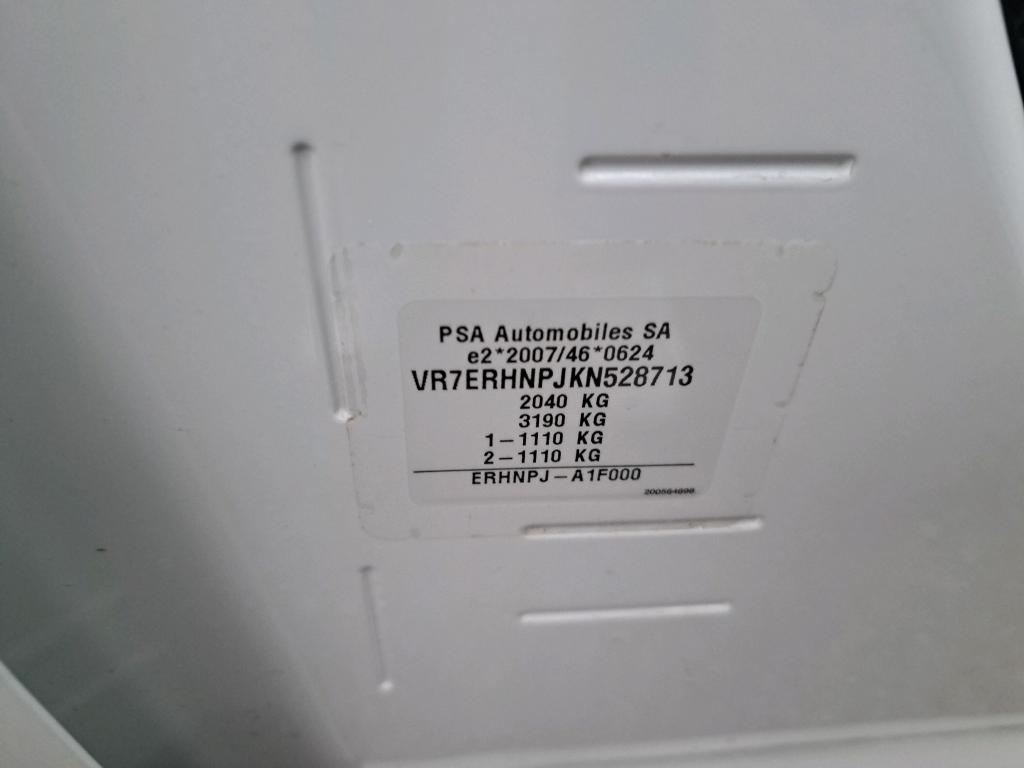 PSA Automobiles SA
e2*2007/46*0624
VR7ERHNPJKN528713
2040 KG
3190 KG
1-1110 KG
2-1110 KG
ERHNPJ-A1F000